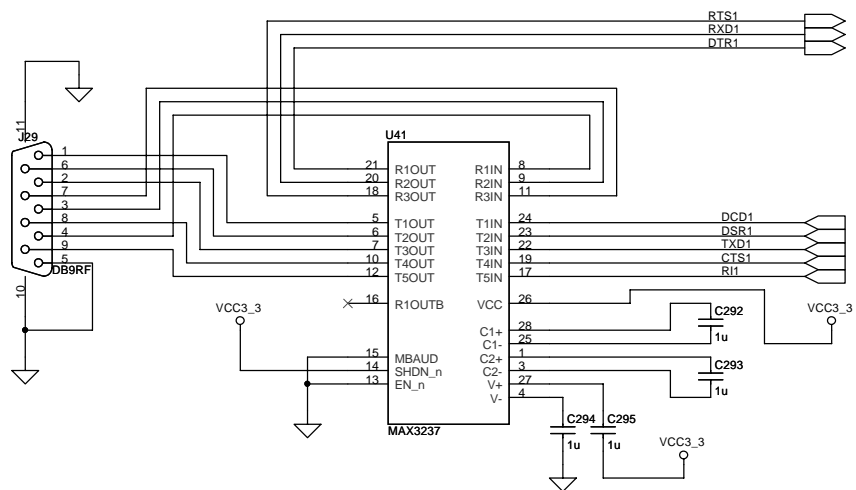 RTS1
RXD1
DTR1
11
J29
1
6
2
7
3
8
4
9
5
DB9RF
10
U41
21 R1OUT R1IN 8
20 R2OUT R2IN 9
18 R3OUT R3IN 11
5 T1OUT T1IN 24 DCD1
6 T2OUT T2IN 23 DSR1
7 T3OUT T3IN 22 TXD1
10 T4OUT T4IN 19 CTS1
12 T5OUT T5IN 17 RI1
16 R1OUTB VCC 26
VCC3_3
C1+ 28
C1- 25
C292
1u
VCC3_3
15 MBAUD C2+ 1
14 SHDN_n C2- 3
13 EN_n V+ 27
V- 4
C293
1u
MAX3237
C294
1u
C295
1u
VCC3_3